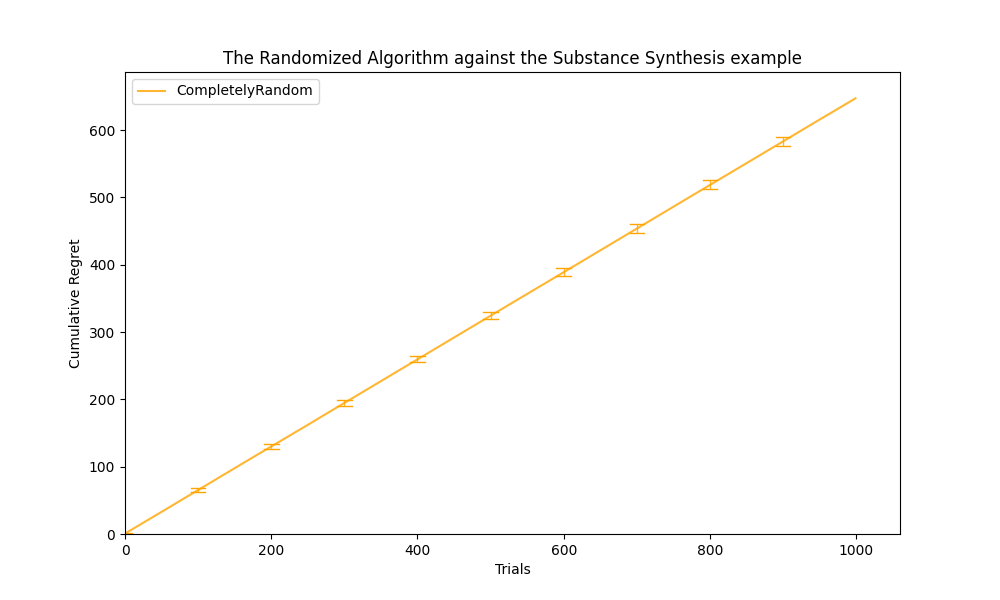 The Randomized Algorithm against the Substance Synthesis example
CompletelyRandom
600
500
400
300
200
100
0
Cumulative Regret
0 200 400 600 800 1000
Trials